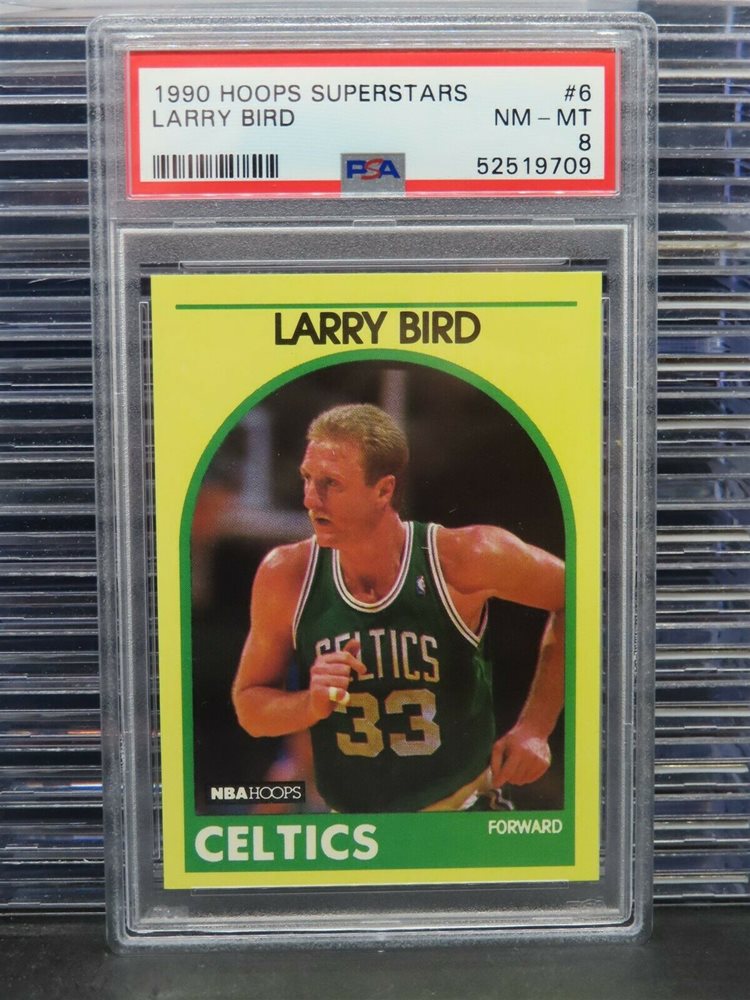 1990 HOOPS SUPERSTARS #6
LARRY BIRD NM - MT
8
PSA 52519709
LARRY BIRD
CELTICS
33
NBA HOOPS
CELTICS FORWARD